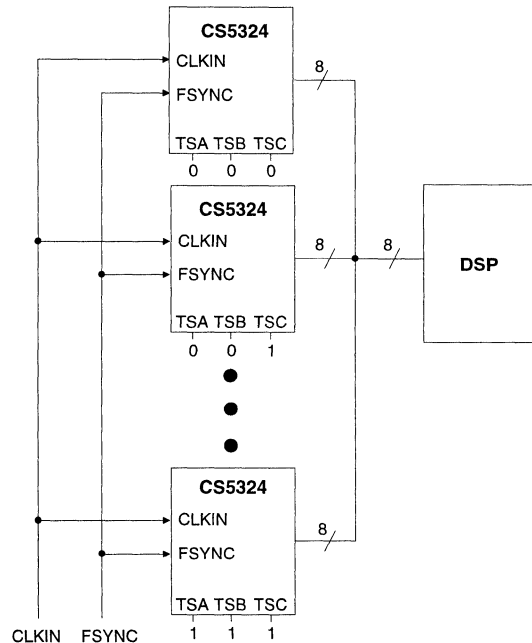 CS5324
CLKIN
FSYNC
TSA TSB TSC
0 0 0
8
CS5324
CLKIN
FSYNC
TSA TSB TSC
0 0 1
8
8
DSP
CS5324
CLKIN
FSYNC
TSA TSB TSC
1 1 1
8
CLKIN FSYNC